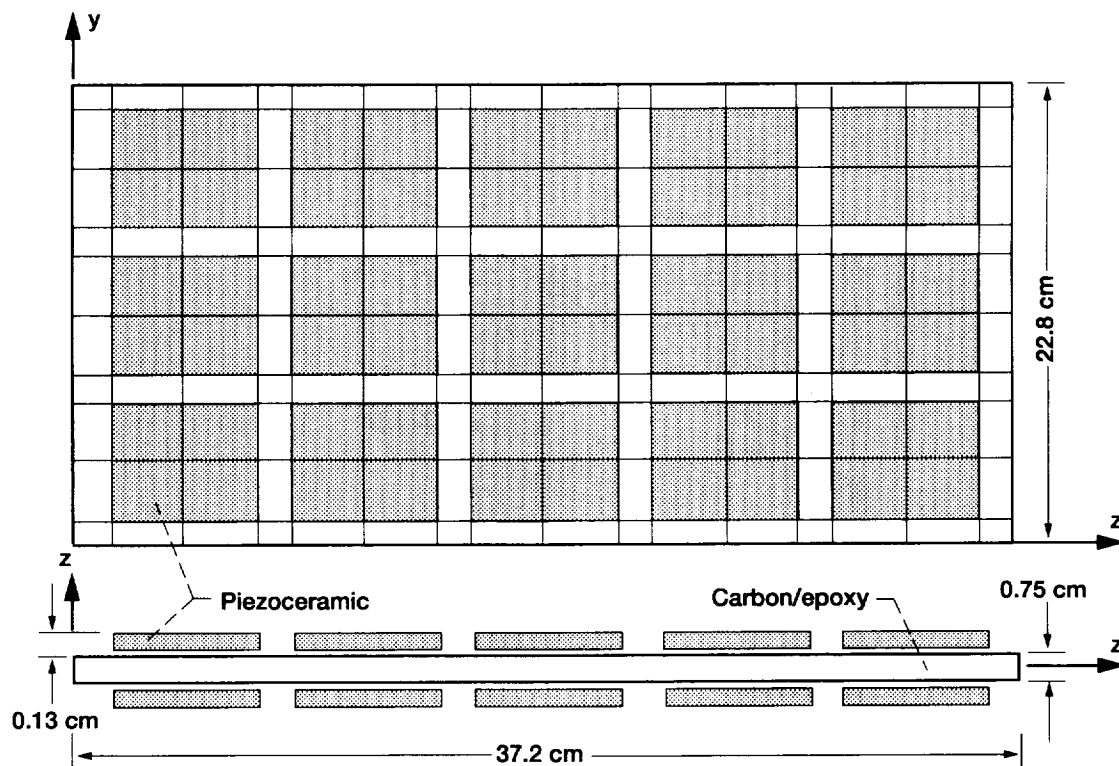 y
22.8 cm
z
z
Piezoceramic
Carbon/epoxy
0.75 cm
z
0.13 cm
37.2 cm